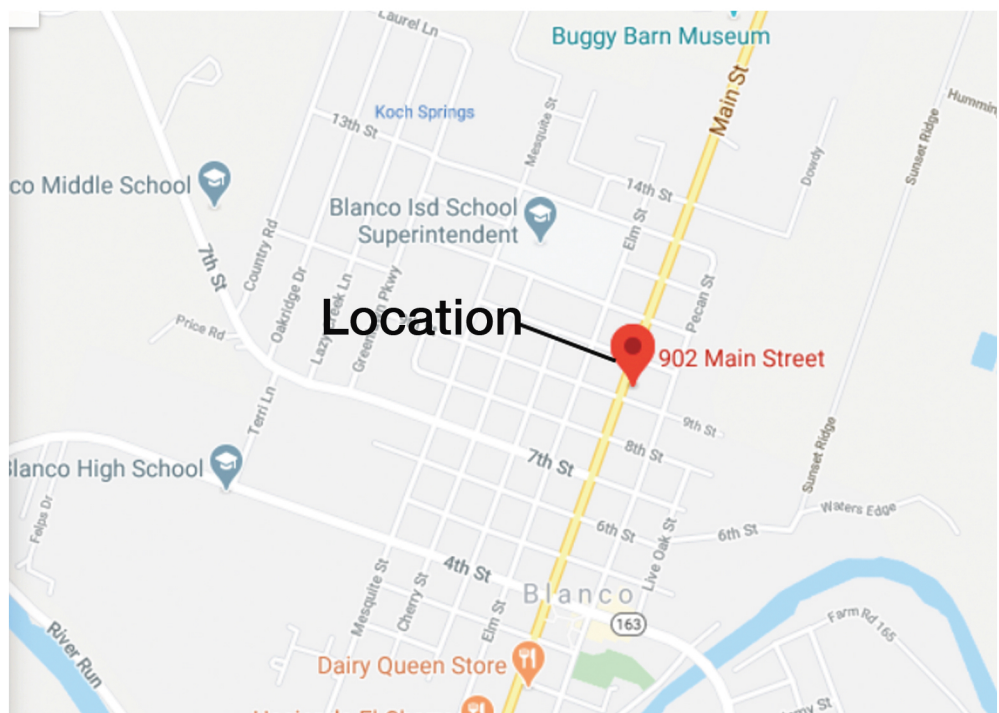 Laurel Ln
Buggy Barn Museum
Main St
Koch Springs
13th St
Mesquite St
Hummin
Sunset Ridge
Dowdy
co Middle School
14th St
Blanco Isd School
Superintendent
Elm St
7th St
Country Rd
Pecan St
Oakridge Dr
Location
Price Rd
902 Main Street
Terri Ln
9th St
8th St
Sunset Ridge
7th St
Blanco High School
Waters Edge
Felps Dr
6th St
6th St
Live Oak St
4th St
Mesquite St
Cherry St
Blanco
Elm St
163
Farm Rd 165
River Run
Dairy Queen Store